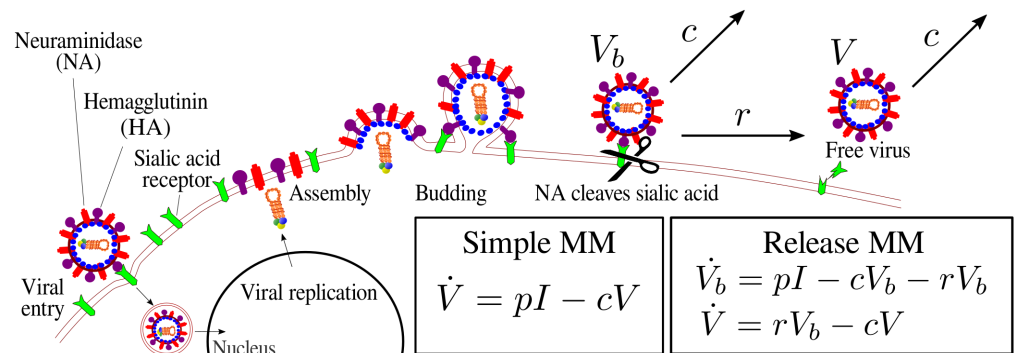 Neuraminidase
(NA)
Hemagglutinin
(HA)
Sialic acid
receptor
Viral
entry
Assembly
Viral replication
Nucleus
Budding
NA cleaves sialic acid
V_b
c
r
V
c
Free virus
Simple MM
V̇ = pI − cV
Release MM
V̇_b = pI − cV_b − rV_b
V̇ = rV_b − cV